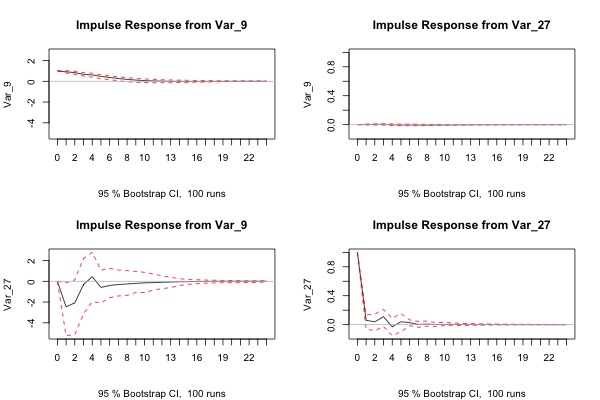 Impulse Response from Var_9
Var_9
2
0
-2
-4
0 2 4 6 8 10 13 16 19 22
95 % Bootstrap CI, 100 runs
Impulse Response from Var_27
Var_9
0.8
0.4
0.0
0 2 4 6 8 10 13 16 19 22
95 % Bootstrap CI, 100 runs
Impulse Response from Var_9
Var_27
2
0
-2
-4
0 2 4 6 8 10 13 16 19 22
95 % Bootstrap CI, 100 runs
Impulse Response from Var_27
Var_27
0.8
0.4
0.0
0 2 4 6 8 10 13 16 19 22
95 % Bootstrap CI, 100 runs